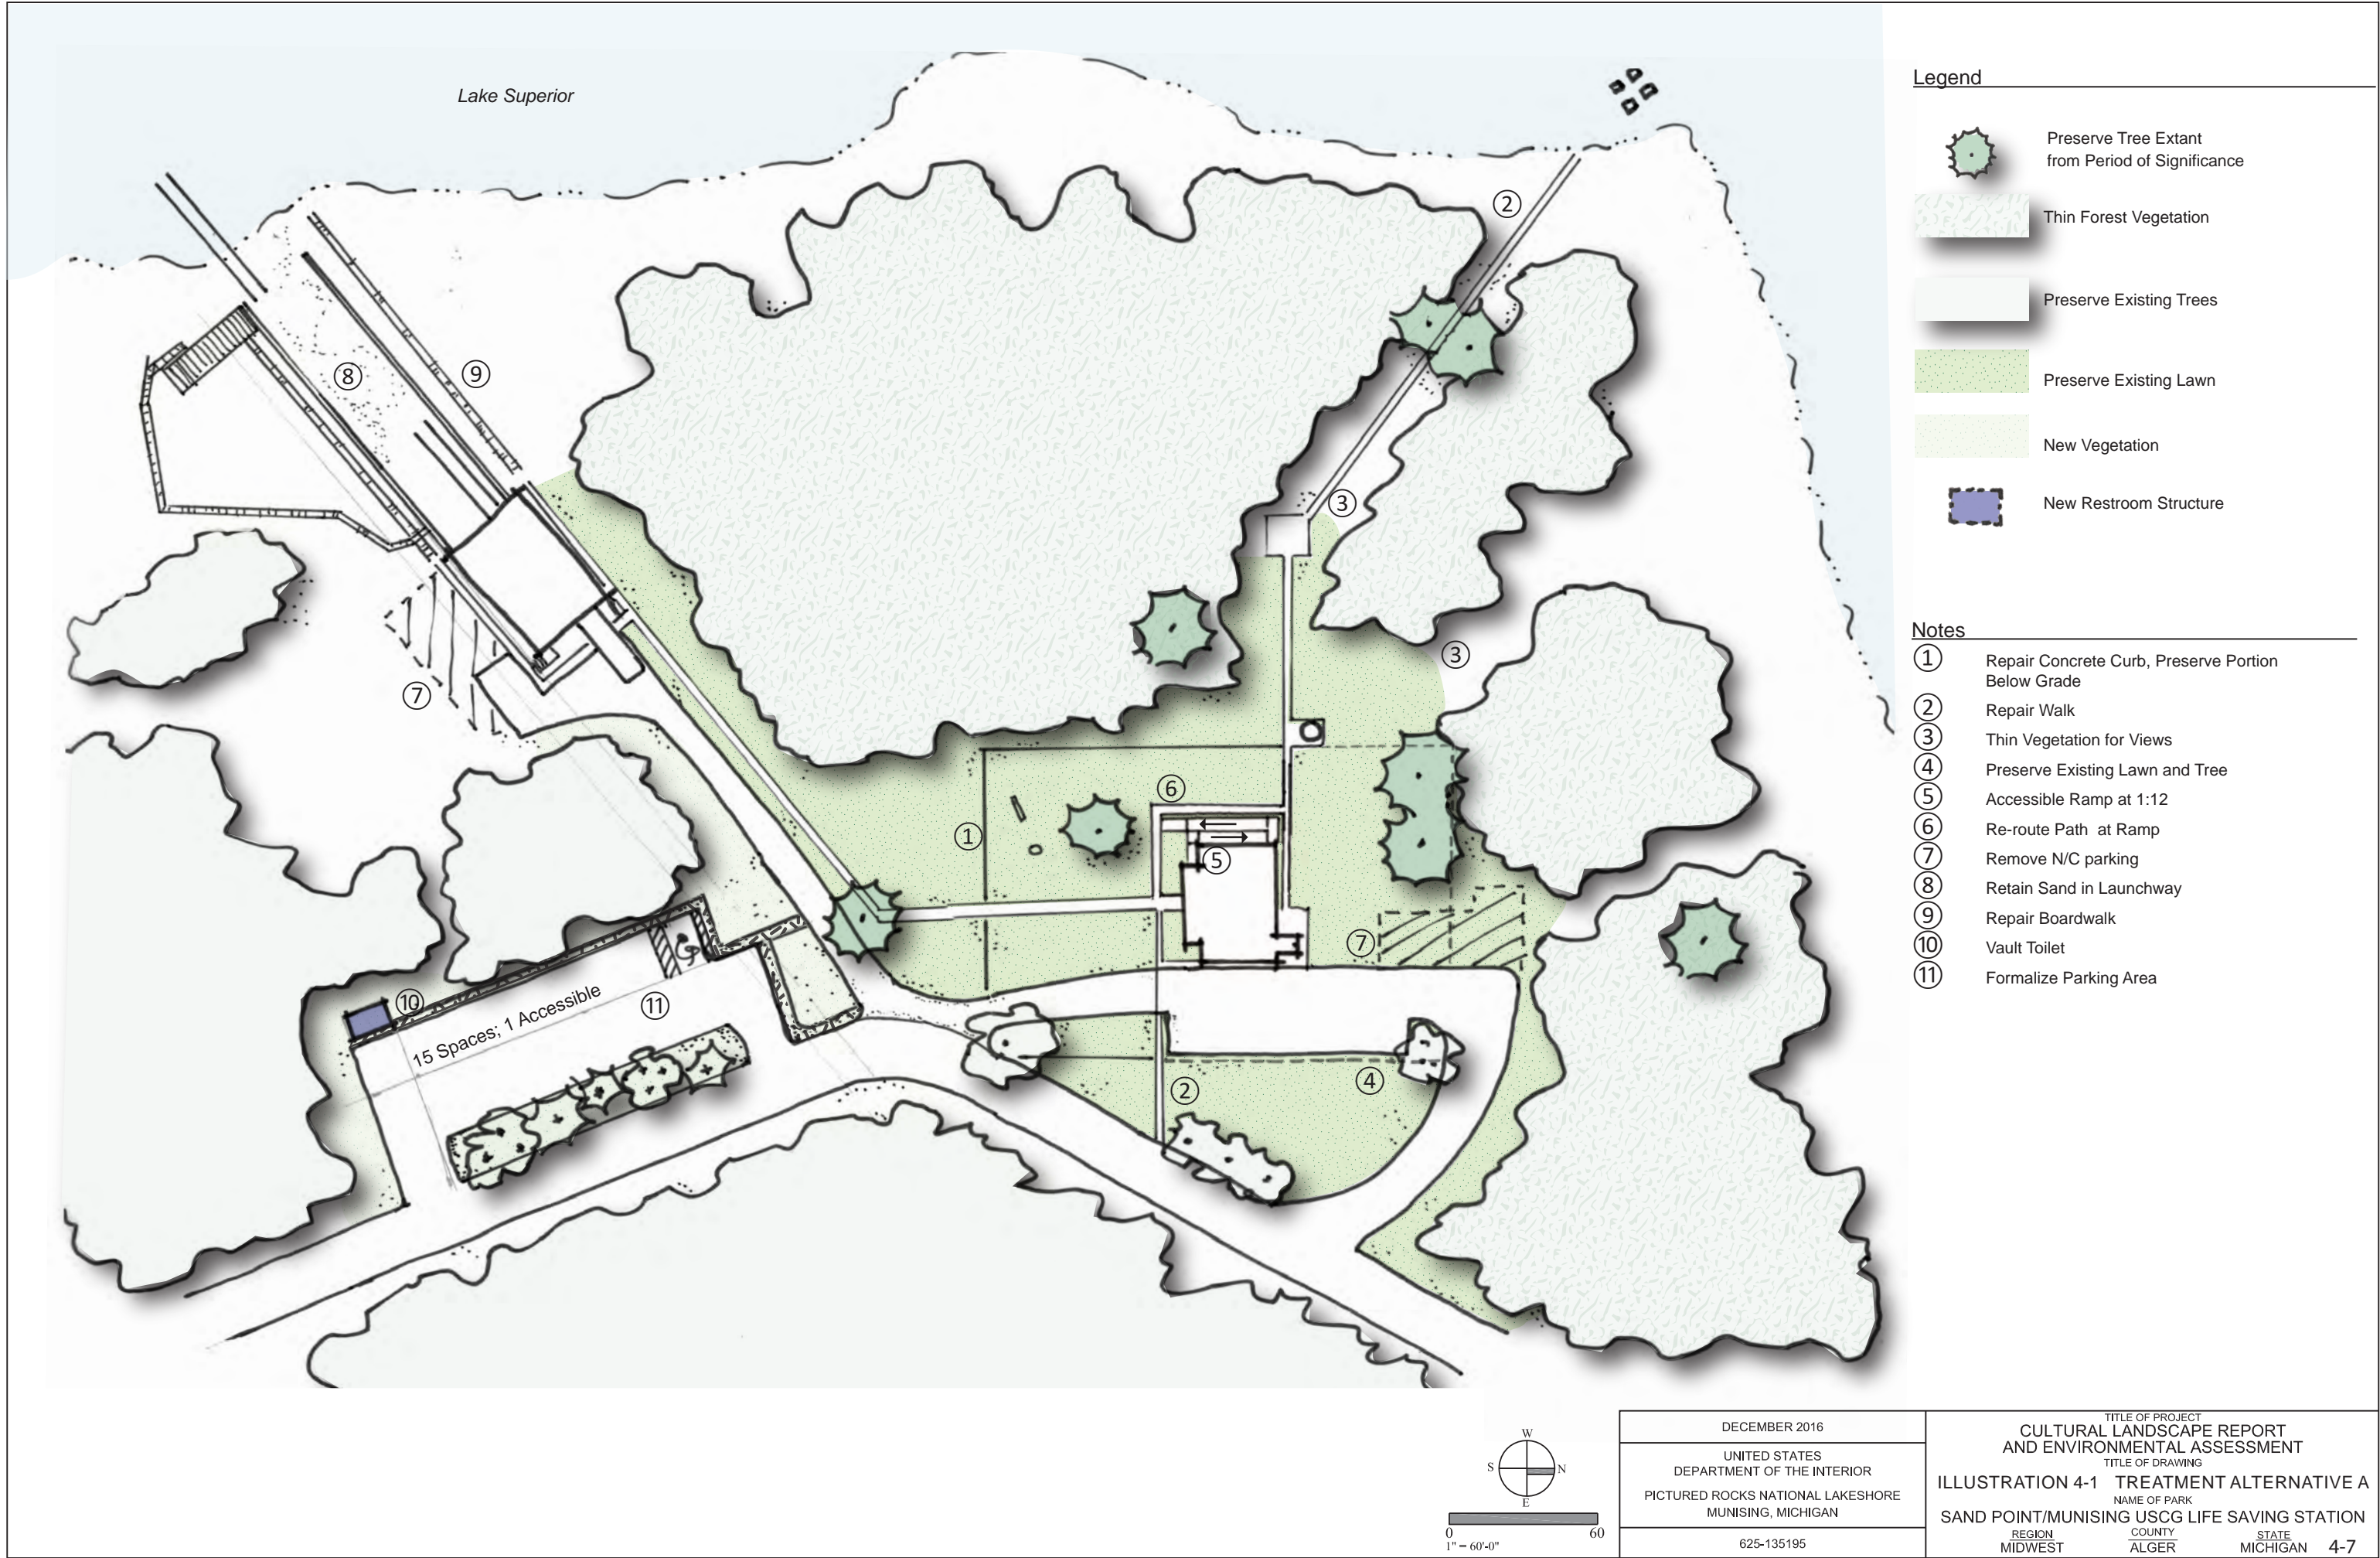 Lake Superior
2
8
9
3
3
7
6
1
5
7
10
11
15 Spaces; 1 Accessible
4
2
Legend
Preserve Tree Extant
from Period of Significance
Thin Forest Vegetation
Preserve Existing Trees
Preserve Existing Lawn
New Vegetation
New Restroom Structure
Notes
1 Repair Concrete Curb, Preserve Portion
Below Grade
2 Repair Walk
3 Thin Vegetation for Views
4 Preserve Existing Lawn and Tree
5 Accessible Ramp at 1:12
6 Re-route Path at Ramp
7 Remove N/C parking
8 Retain Sand in Launchway
9 Repair Boardwalk
10 Vault Toilet
11 Formalize Parking Area
W
S N
E
0 60
1" = 60'-0"
DECEMBER 2016
UNITED STATES
DEPARTMENT OF THE INTERIOR
PICTURED ROCKS NATIONAL LAKESHORE
MUNISING, MICHIGAN
625-135195
TITLE OF PROJECT
CULTURAL LANDSCAPE REPORT
AND ENVIRONMENTAL ASSESSMENT
TITLE OF DRAWING
ILLUSTRATION 4-1 TREATMENT ALTERNATIVE A
NAME OF PARK
SAND POINT/MUNISING USCG LIFE SAVING STATION
REGION COUNTY STATE
MIDWEST ALGER MICHIGAN 4-7